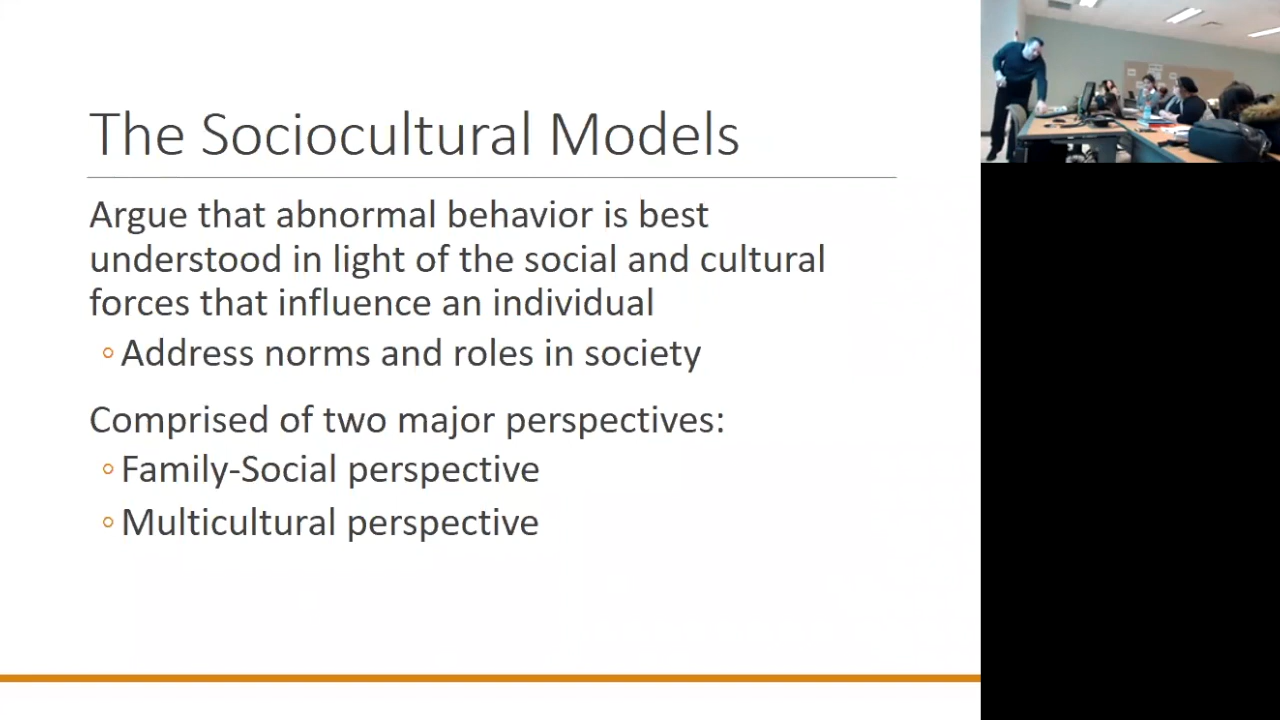 The Sociocultural Models
Argue that abnormal behavior is best
understood in light of the social and cultural
forces that influence an individual
◦ Address norms and roles in society
Comprised of two major perspectives:
◦ Family-Social perspective
◦ Multicultural perspective